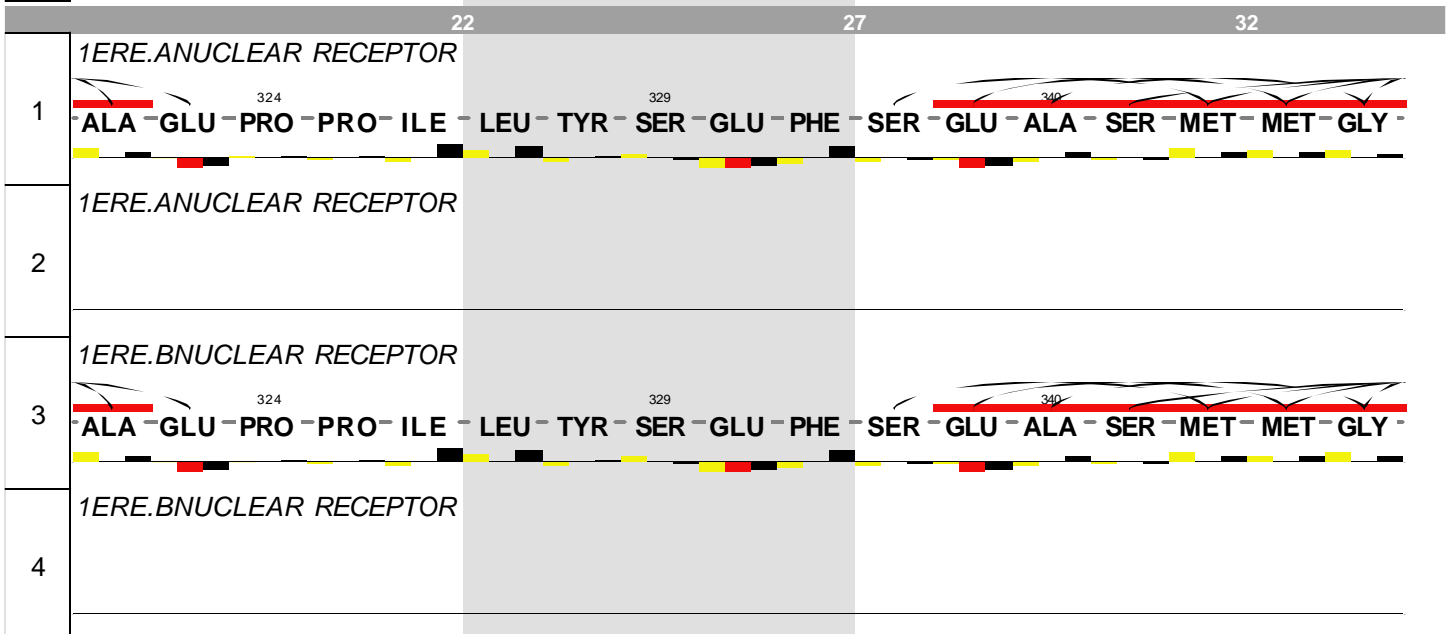 22 27 32
1ERE.ANUCLEAR RECEPTOR
324 329 340
1 ALA GLU PRO PRO ILE LEU TYR SER GLU PHE SER GLU ALA SER MET MET GLY
1ERE.ANUCLEAR RECEPTOR
2
1ERE.BNUCLEAR RECEPTOR
324 329 340
3 ALA GLU PRO PRO ILE LEU TYR SER GLU PHE SER GLU ALA SER MET MET GLY
1ERE.BNUCLEAR RECEPTOR
4